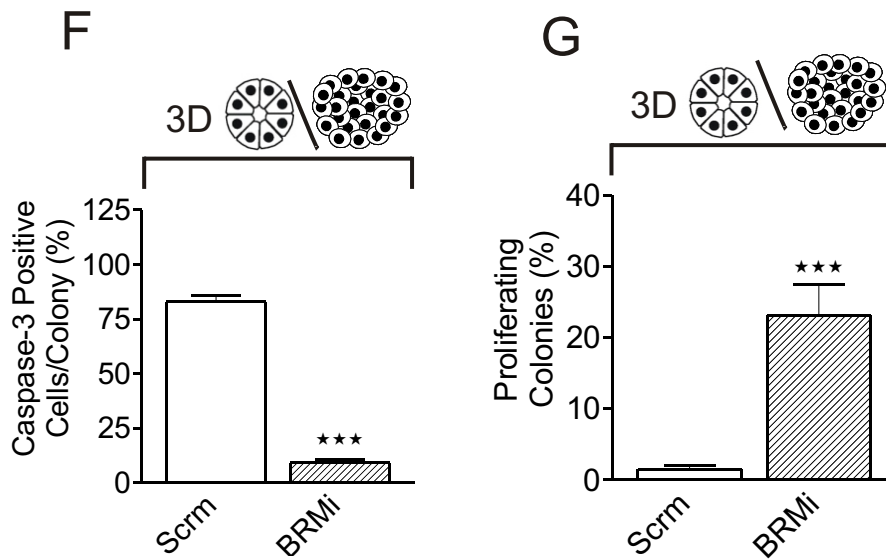 F
3D
Caspase-3 Positive
Cells/Colony (%)
125
100
75
50
25
0
★★★
Scrm
BRMi
G
3D
Proliferating
Colonies (%)
40
30
20
10
0
★★★
Scrm
BRMi